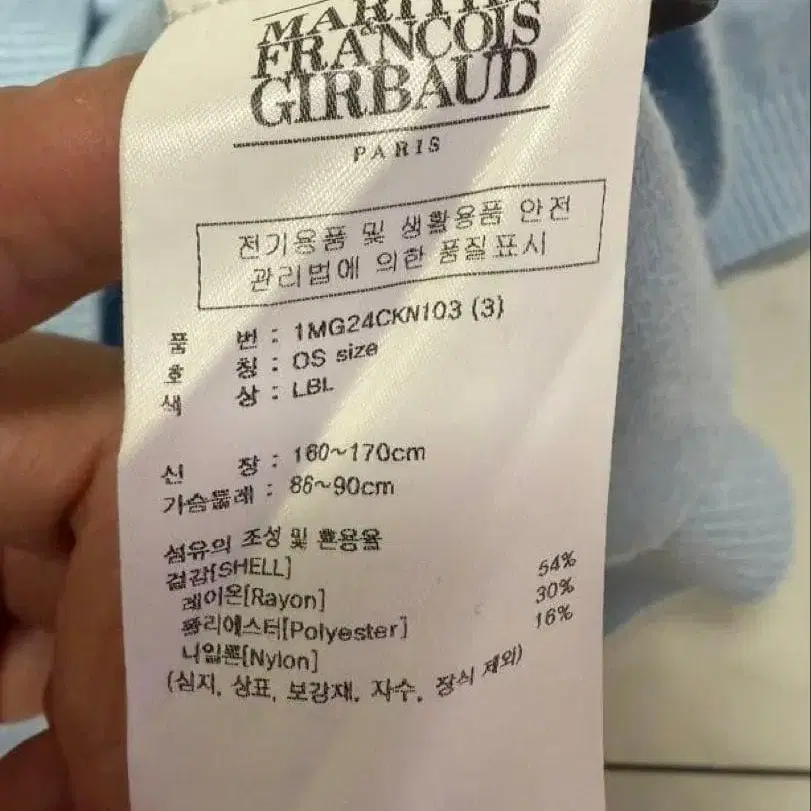 MARITHE
FRANCOIS
GIRBAUD
PARIS
전기용품 및 생활용품 안전
관리법에 의한 품질표시
품 번 : 1MG24CKN103 (3)
호 칭 : OS size
색 상 : LBL
신 장 : 160~170cm
가슴둘레 : 86~90cm
섬유의 조성 및 혼용율
겉감[SHELL]
레이온[Rayon] 54%
폴리에스터[Polyester] 30%
나일론[Nylon] 16%
(심지, 상표, 보강재, 자수, 장식 제외)